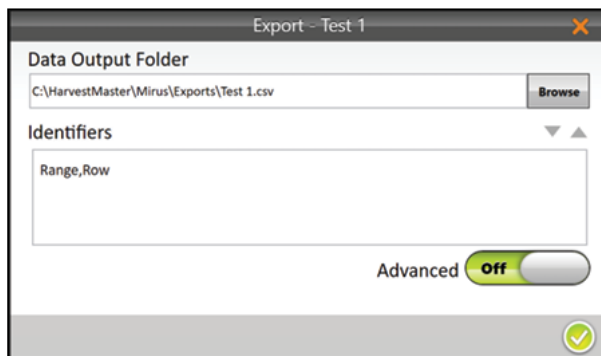 Export - Test 1
Data Output Folder
C:\HarvestMaster\Mirus\Exports\Test 1.csv
Browse
Identifiers
Range,Row
Advanced
Off